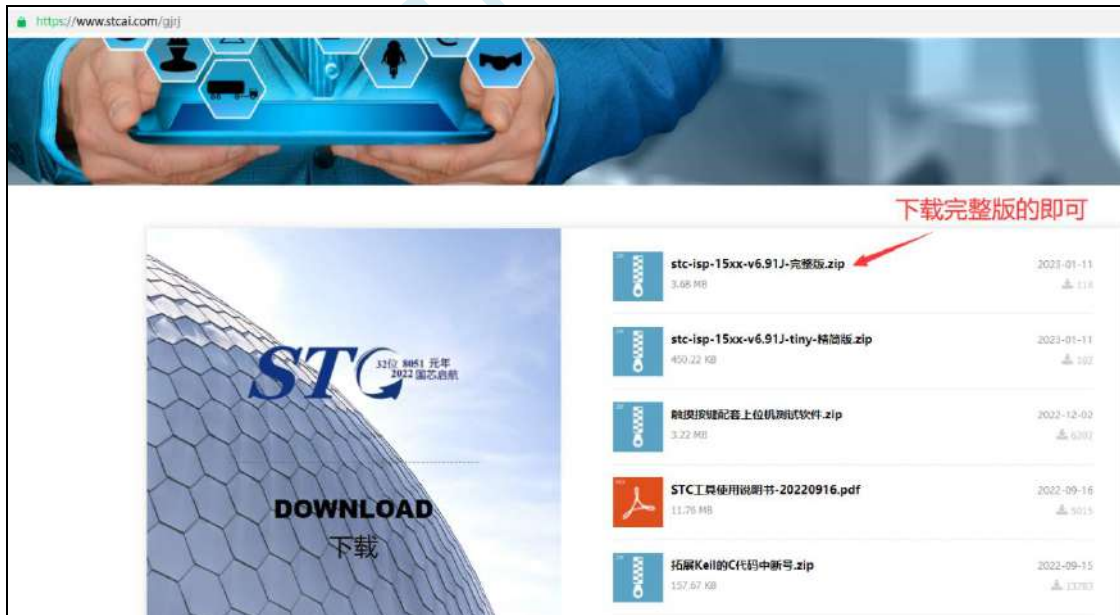 https://www.stcai.com/gjrj
下载完整版的即可
stc-isp-15xx-v6.91J-完整版.zip
3.68 MB
2023-01-11
118
stc-isp-15xx-v6.91J-tiny-精简版.zip
450.22 KB
2023-01-11
102
STC
32位 8051 元年
2022 国芯启航
触摸按键配套上位机测试软件.zip
3.22 MB
2022-12-02
DOWNLOAD
下载
STC工具使用说明书-20220916.pdf
11.76 MB
2022-09-16
5015
拓展Keil的C代码中断号.zip
157.67 KB
2022-09-15